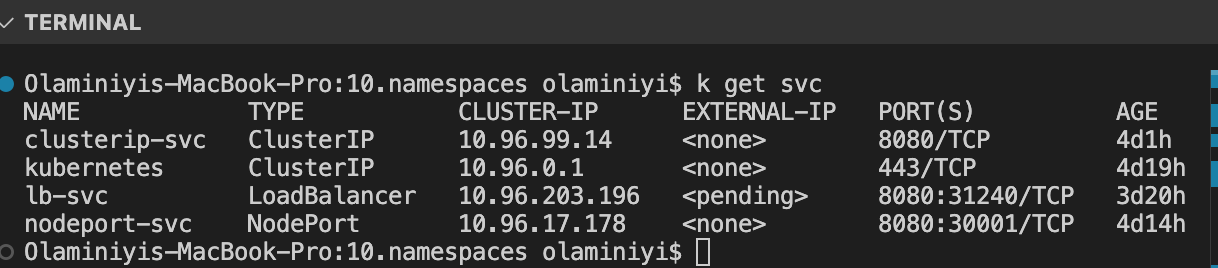 TERMINAL
Olaminiyis-MacBook-Pro:10.namespaces olaminiyi$ k get svc
NAME TYPE CLUSTER-IP EXTERNAL-IP PORT(S) AGE
clusterip-svc ClusterIP 10.96.99.14 <none> 8080/TCP 4d1h
kubernetes ClusterIP 10.96.0.1 <none> 443/TCP 4d19h
lb-svc LoadBalancer 10.96.203.196 <pending> 8080:31240/TCP 3d20h
nodeport-svc NodePort 10.96.17.178 <none> 8080:30001/TCP 4d14h
Olaminiyis-MacBook-Pro:10.namespaces olaminiyi$